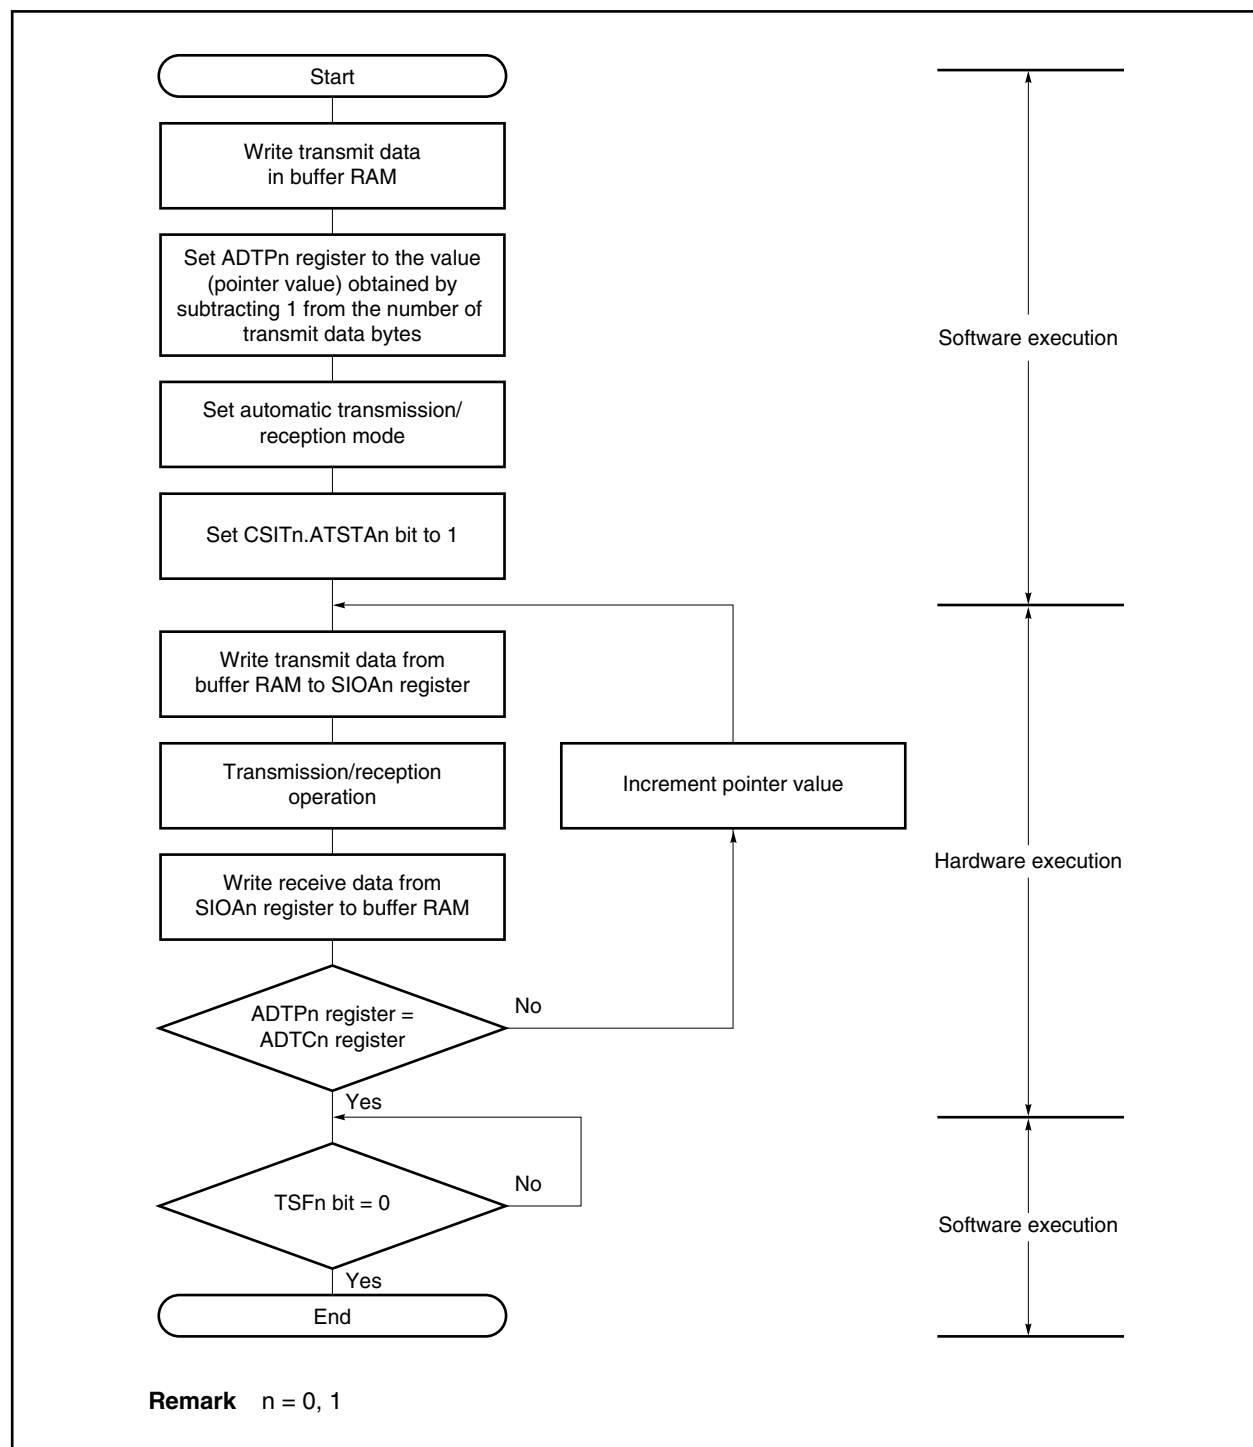 Start
Write transmit data
in buffer RAM
Set ADTPn register to the value
(pointer value) obtained by
subtracting 1 from the number of
transmit data bytes
Software execution
Set automatic transmission/
reception mode
Set CSITn.ATSTAn bit to 1
Write transmit data from
buffer RAM to SIOAn register
Transmission/reception
operation
Increment pointer value
Hardware execution
Write receive data from
SIOAn register to buffer RAM
ADTPn register =
ADTCn register
No
Yes
TSFn bit = 0
No
Software execution
Yes
End
Remark n = 0, 1